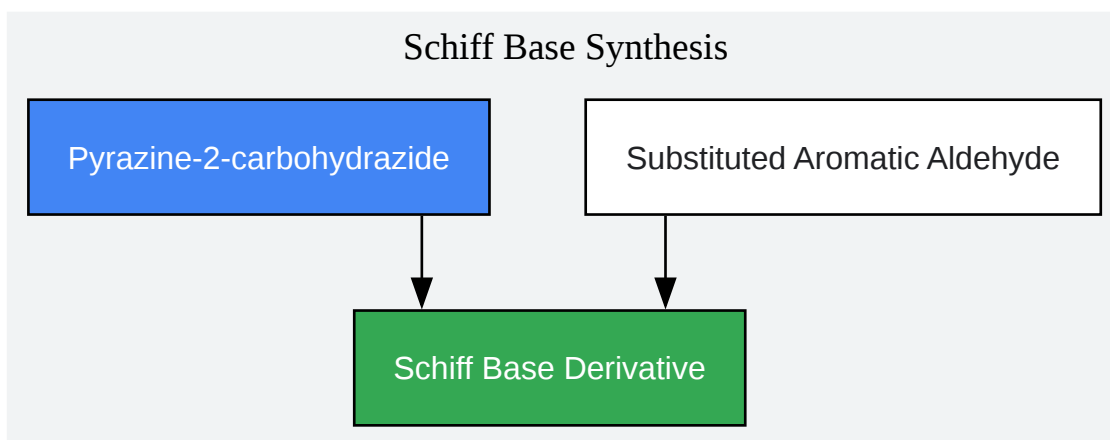 Schiff Base Synthesis
Pyrazine-2-carbohydrazide
Substituted Aromatic Aldehyde
Schiff Base Derivative